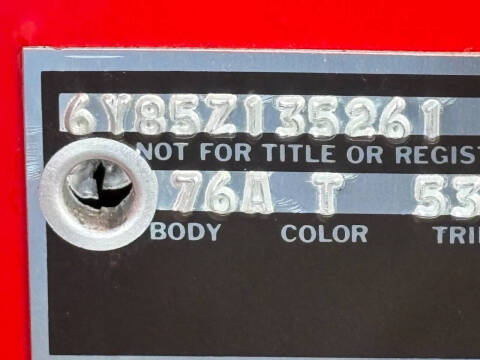 6Y85Z135261
NOT FOR TITLE OR REGIST
76A T 53
BODY COLOR TRI